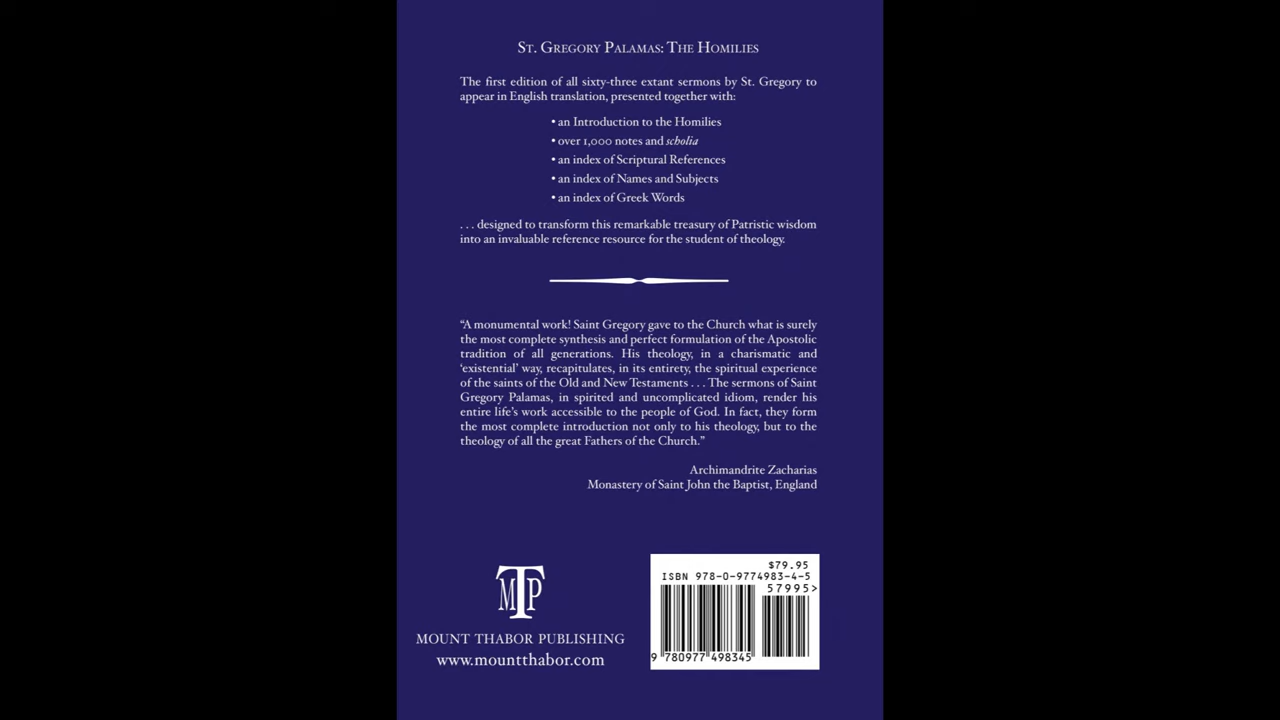 St. Gregory Palamas: The Homilies
The first edition of all sixty-three extant sermons by St. Gregory to
appear in English translation, presented together with:
• an Introduction to the Homilies
• over 1,000 notes and scholia
• an index of Scriptural References
• an index of Names and Subjects
• an index of Greek Words
. . . designed to transform this remarkable treasury of Patristic wisdom
into an invaluable reference resource for the student of theology.
“A monumental work! Saint Gregory gave to the Church what is surely
the most complete synthesis and perfect formulation of the Apostolic
tradition of all generations. His theology, in a charismatic and
‘existential’ way, recapitulates, in its entirety, the spiritual experience
of the saints of the Old and New Testaments . . . The sermons of Saint
Gregory Palamas, in spirited and uncomplicated idiom, render his
entire life’s work accessible to the people of God. In fact, they form
the most complete introduction not only to his theology, but to the
theology of all the great Fathers of the Church.”
Archimandrite Zacharias
Monastery of Saint John the Baptist, England
MTP
MOUNT THABOR PUBLISHING
www.mountthabor.com
$79.95
ISBN 978-0-9774983-4-5
57995>
9 780977 498345